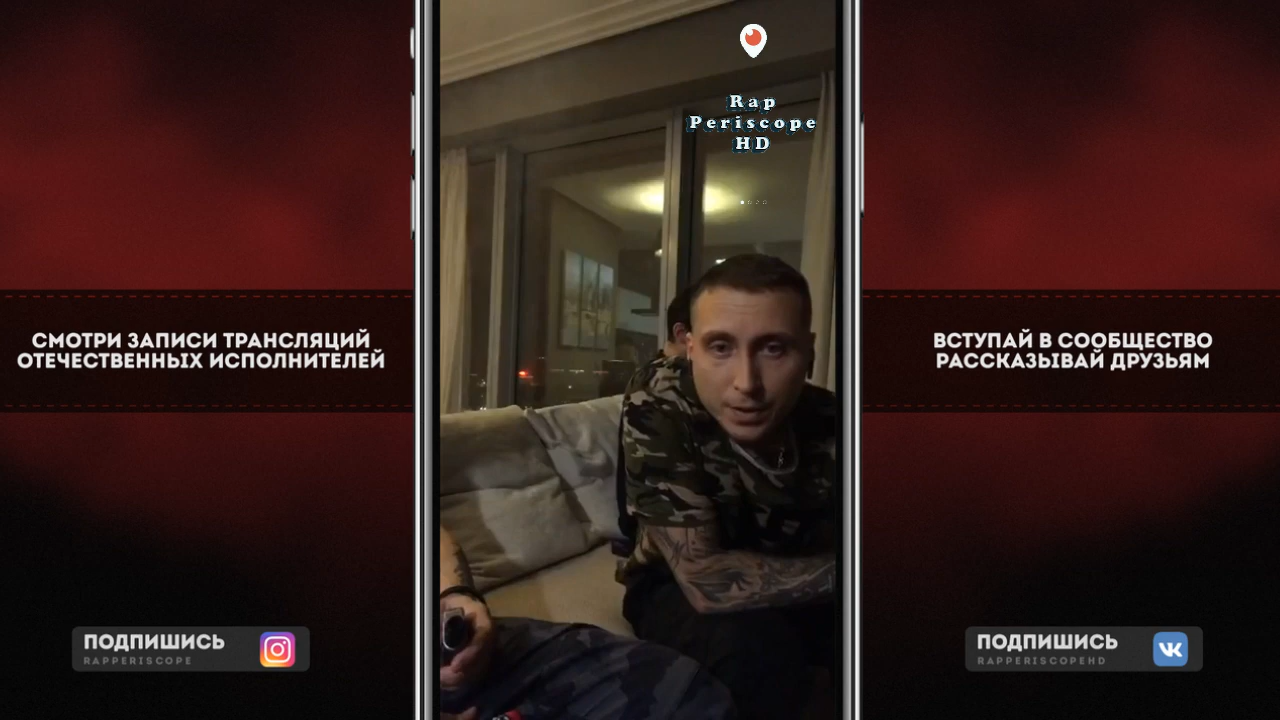 Rap
Periscope
HD
СМОТРИ ЗАПИСИ ТРАНСЛЯЦИЙ
ОТЕЧЕСТВЕННЫХ ИСПОЛНИТЕЛЕЙ
ВСТУПАЙ В СООБЩЕСТВО
РАССКАЗЫВАЙ ДРУЗЬЯМ
ПОДПИШИСЬ
RAPPERISCOPE
ПОДПИШИСЬ
RAPPERISCOPEHD